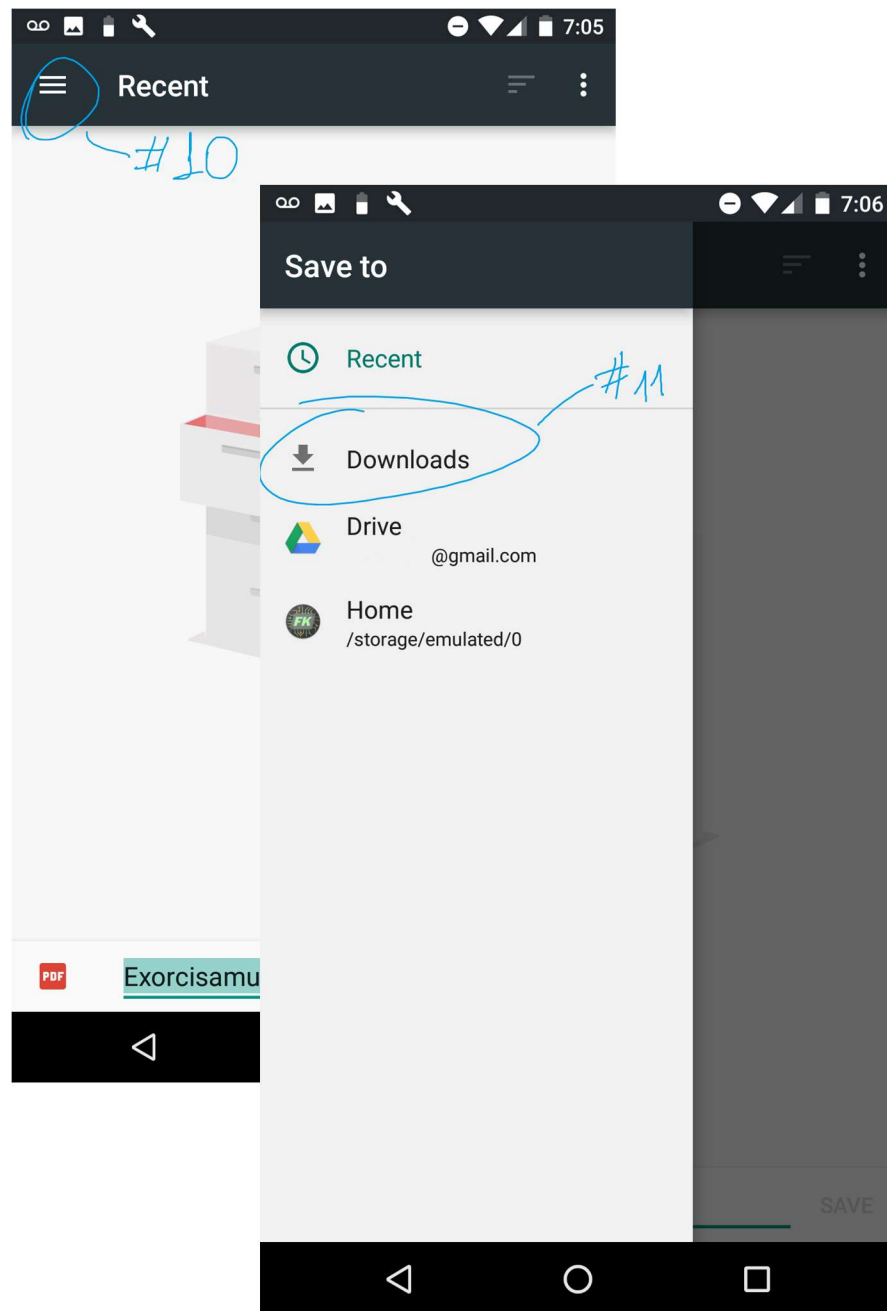 7:05
Recent
#10
7:06
Save to
Recent
#11
Downloads
Drive
@gmail.com
FK
Home
/storage/emulated/0
PDF
Exorcisamu
SAVE